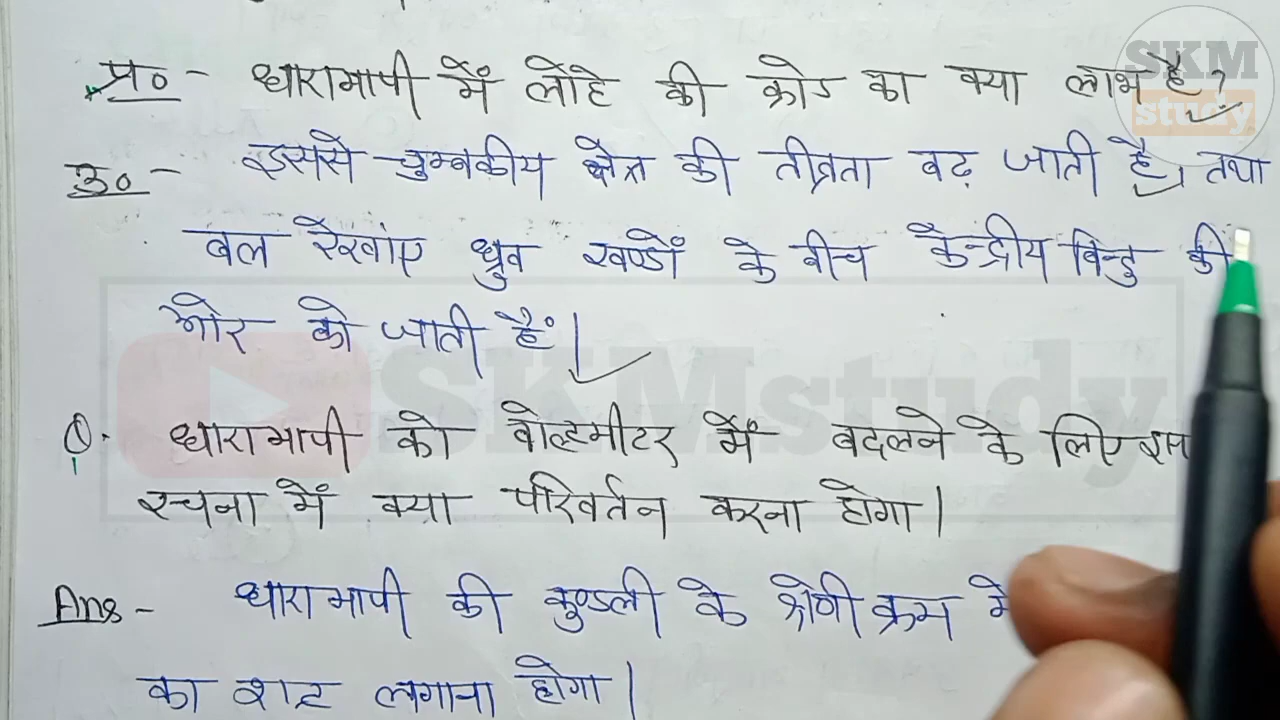 SKM
study
प्र० - धारामापी में लोहे की क्रोड का क्या लाभ है?
उ० - इससे चुम्बकीय क्षेत्र की तीव्रता बढ़ जाती है, तथा
बल रेखांए ध्रुव खण्डों के बीच केन्द्रीय बिन्दु की
ओर को जाती हैं।
SKMstudy
Q. धारामापी को वोल्टमीटर में बदलने के लिए इस
रचना में क्या परिवर्तन करना होगा।
Ans - धारामापी की कुण्डली के श्रेणी क्रम में
का शाट लगाना होगा।